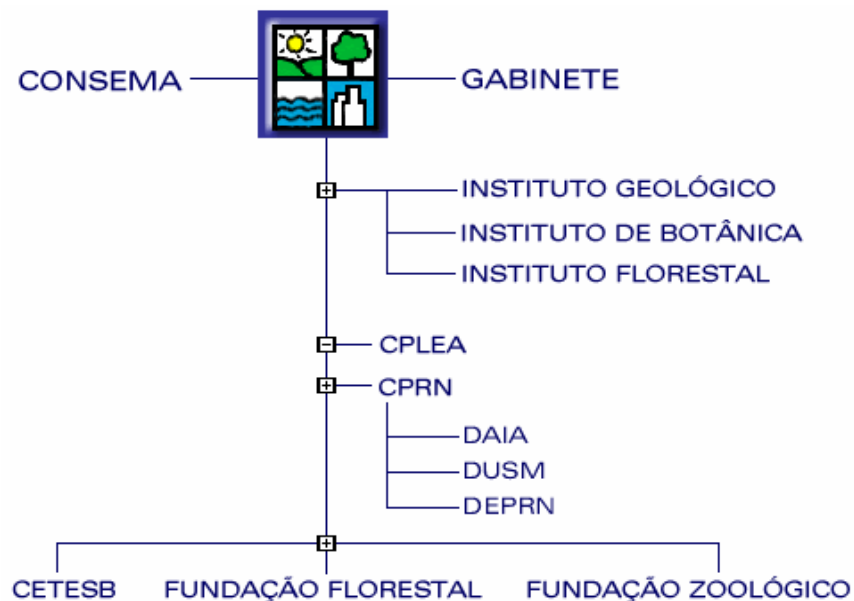 CONSEMA
GABINETE
INSTITUTO GEOLÓGICO
INSTITUTO DE BOTÂNICA
INSTITUTO FLORESTAL
CPLEA
CPRN
DAIA
DUSM
DEPRN
CETESB
FUNDAÇÃO FLORESTAL
FUNDAÇÃO ZOOLÓGICO